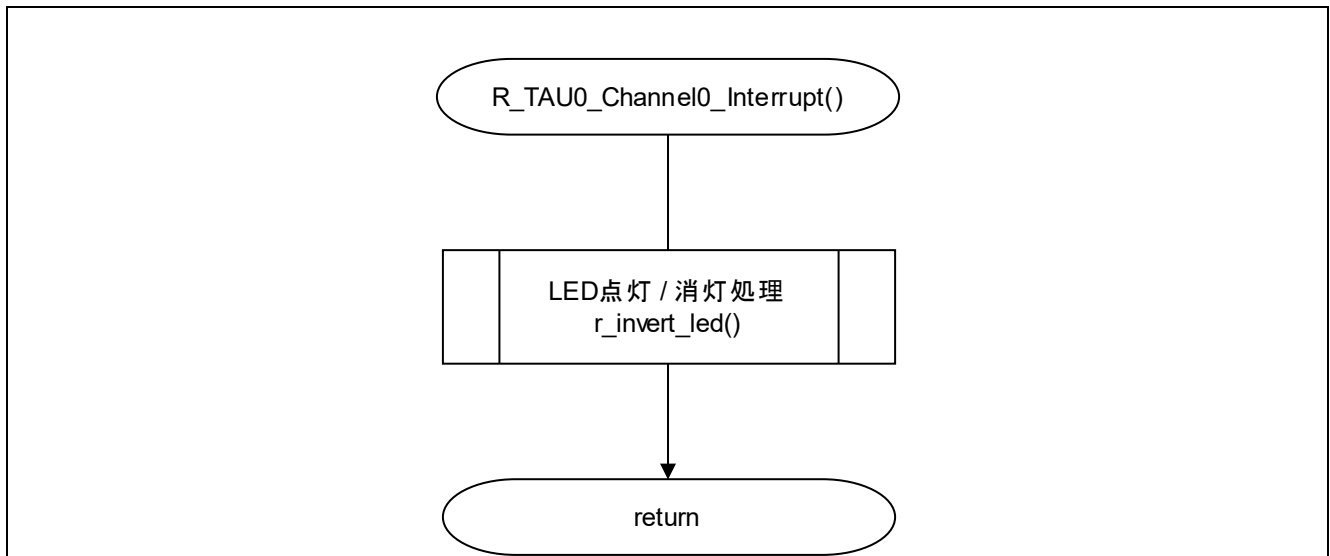 R_TAU0_Channel0_Interrupt()
LED点灯 / 消灯処理
r_invert_led()
return